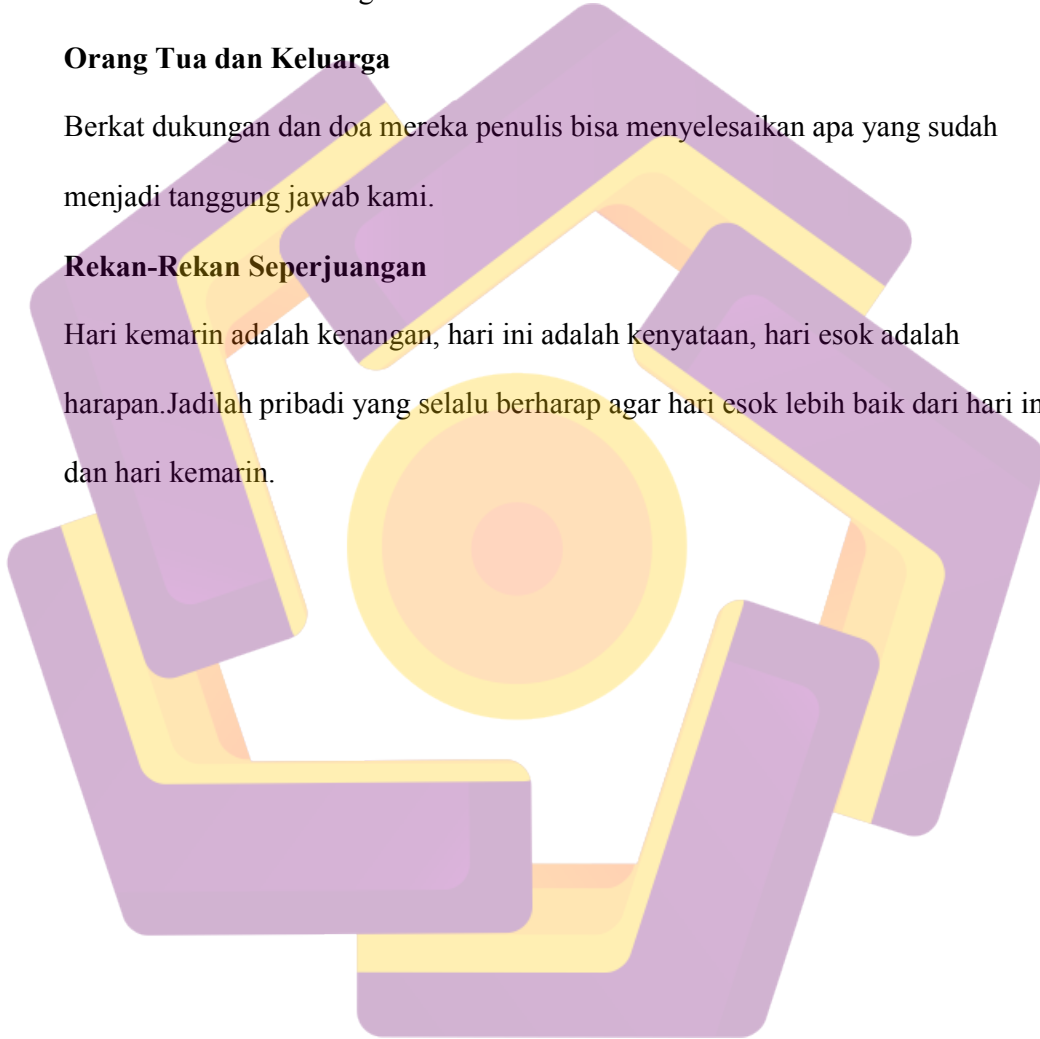 Orang Tua dan Keluarga
Berkat dukungan dan doa mereka penulis bisa menyelesaikan apa yang sudah
menjadi tanggung jawab kami.
Rekan-Rekan Seperjuangan
Hari kemarin adalah kenangan, hari ini adalah kenyataan, hari esok adalah
harapan.Jadilah pribadi yang selalu berharap agar hari esok lebih baik dari hari in
dan hari kemarin.